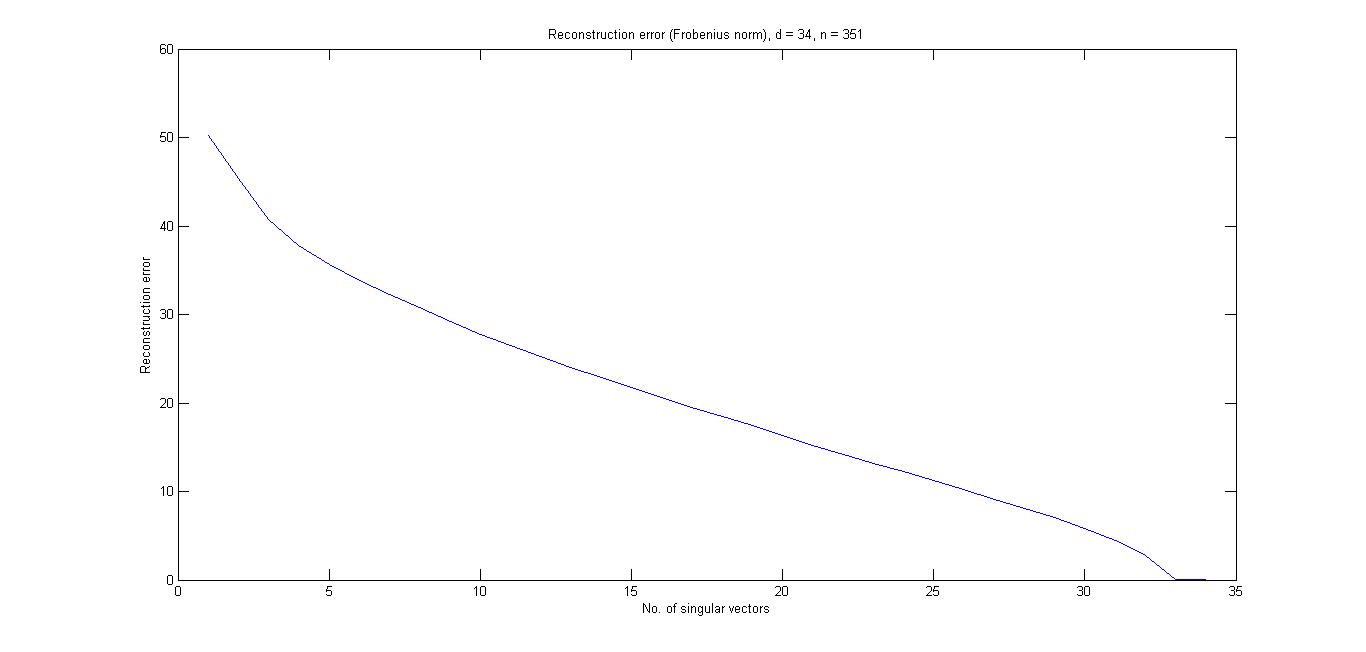 Reconstruction error (Frobenius norm), d = 34, n = 351
60
50
40
30
20
10
0
Reconstruction error
0 5 10 15 20 25 30 35
No. of singular vectors